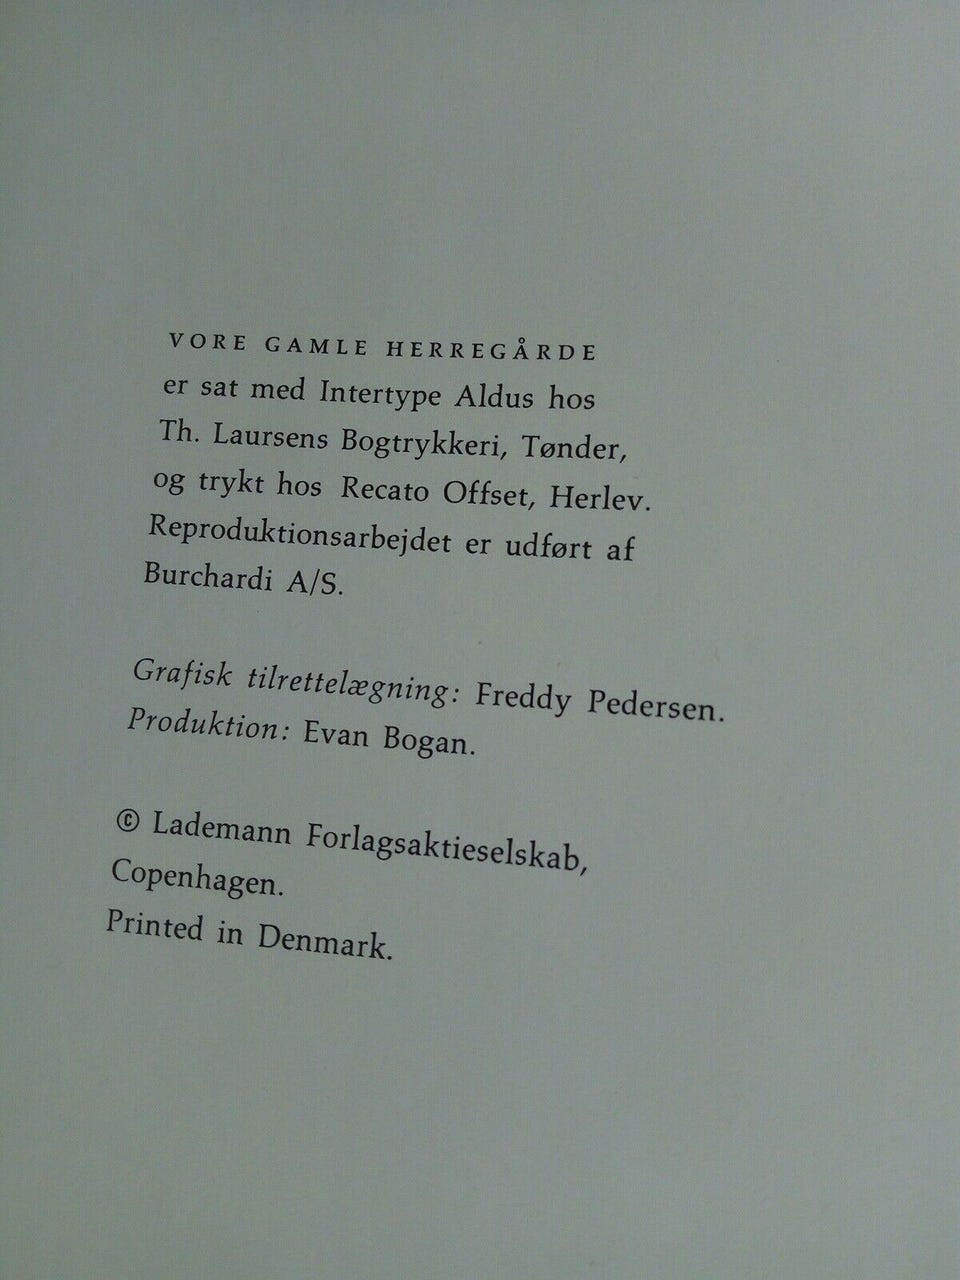 VORE GAMLE HERREGÅRDE
er sat med Intertype Aldus hos
Th. Laursens Bogtrykkeri, Tønder,
og trykt hos Recato Offset, Herlev.
Reproduktionsarbejdet er udført af
Burchardi A/S.
Grafisk tilrettelægning: Freddy Pedersen.
Produktion: Evan Bogan.
© Lademann Forlagsaktieselskab,
Copenhagen.
Printed in Denmark.